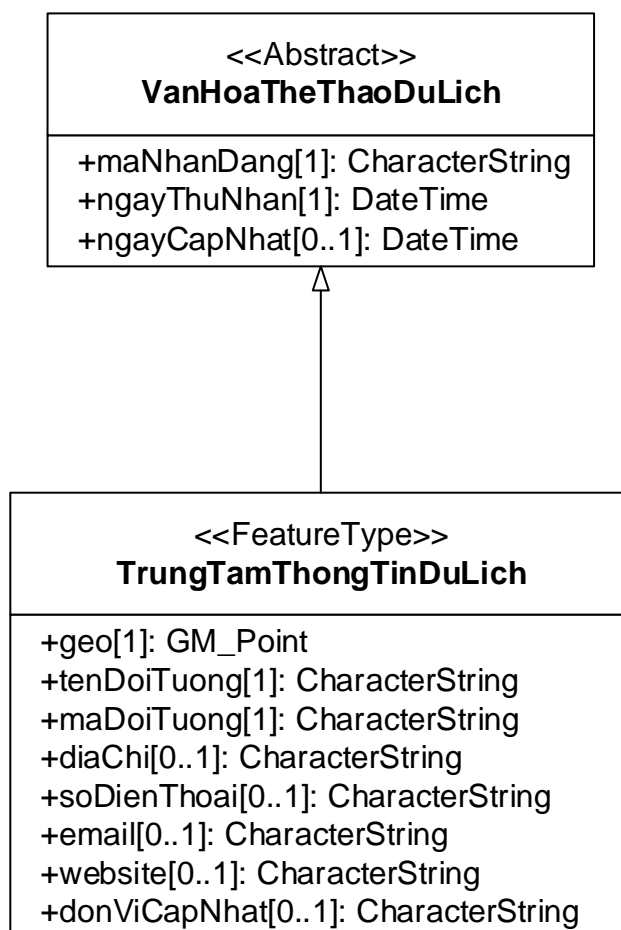 <<Abstract>>
VanHoaTheThaoDuLich
+maNhanDang[1]: CharacterString
+ngayThuNhan[1]: DateTime
+ngayCapNhat[0..1]: DateTime
<<FeatureType>>
TrungTamThongTinDuLich
+geo[1]: GM_Point
+tenDoiTuong[1]: CharacterString
+maDoiTuong[1]: CharacterString
+diaChi[0..1]: CharacterString
+soDienThoai[0..1]: CharacterString
+email[0..1]: CharacterString
+website[0..1]: CharacterString
+donViCapNhat[0..1]: CharacterString